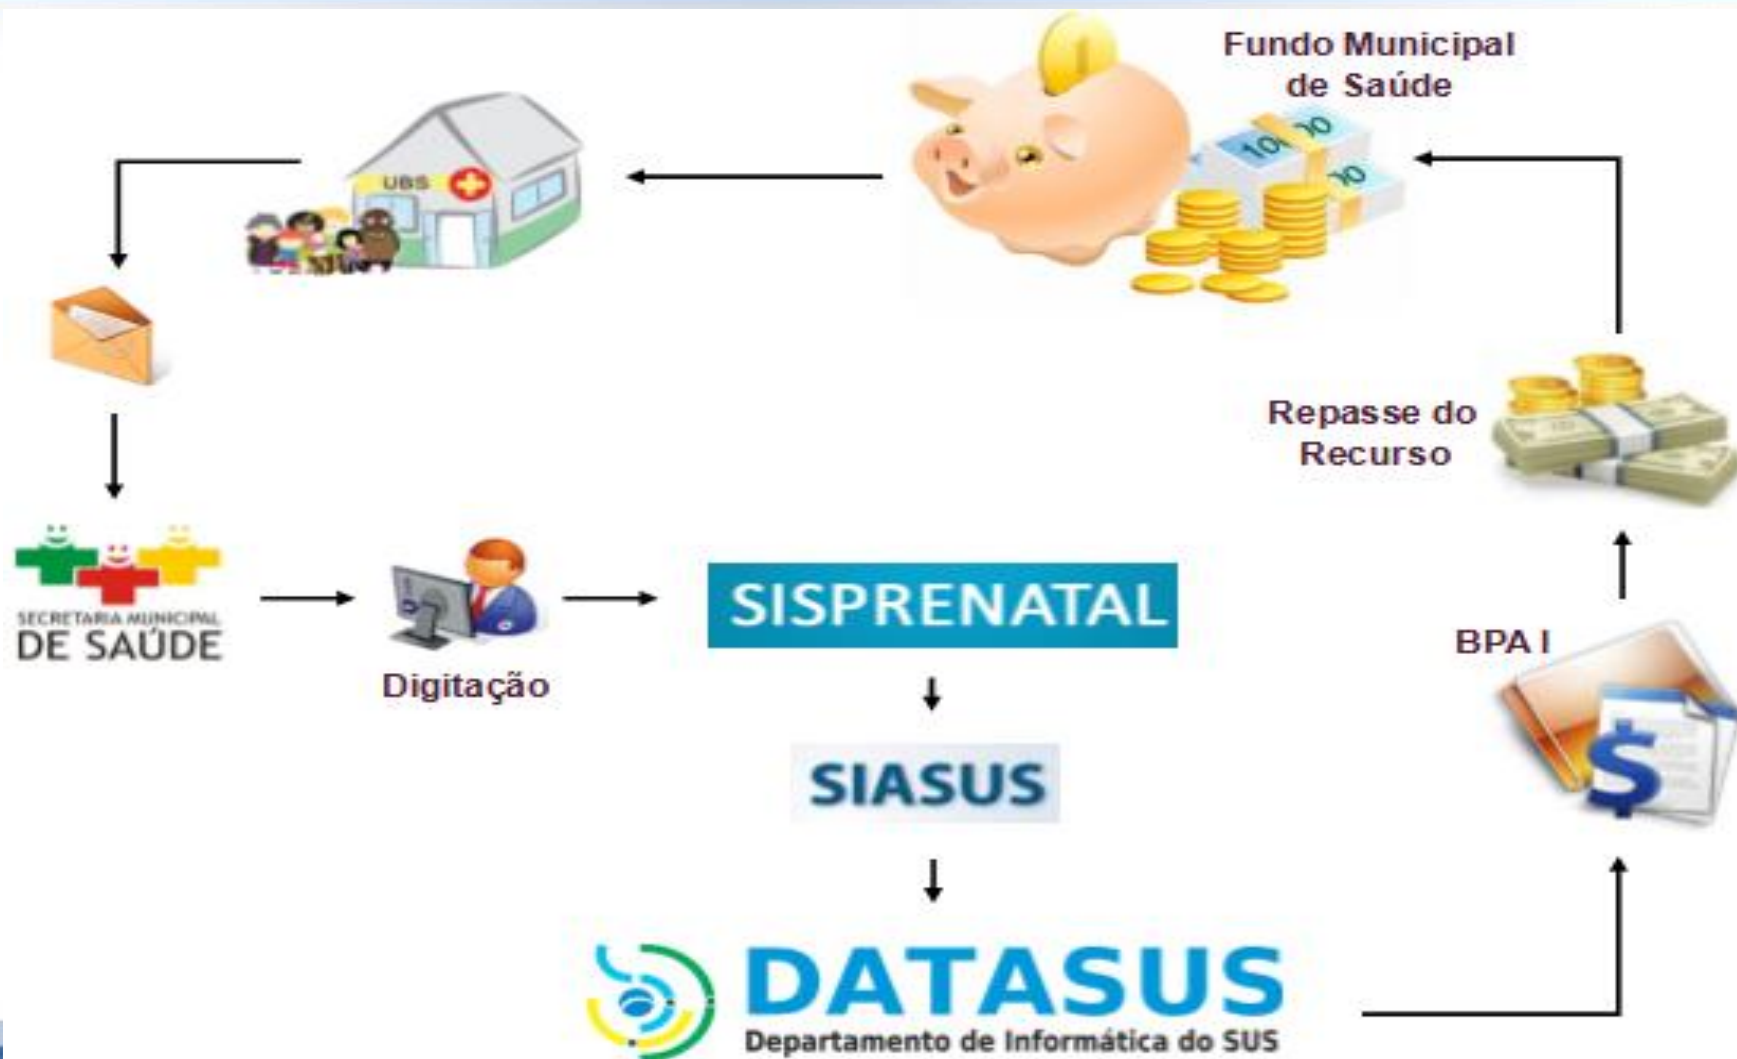 Fundo Municipal
de Saúde
UBS
Repasse do
Recurso
SECRETARIA MUNICIPAL
DE SAÚDE
Digitação
SISPRENATAL
BPA I
SIASUS
$
DATASUS
Departamento de Informática do SUS